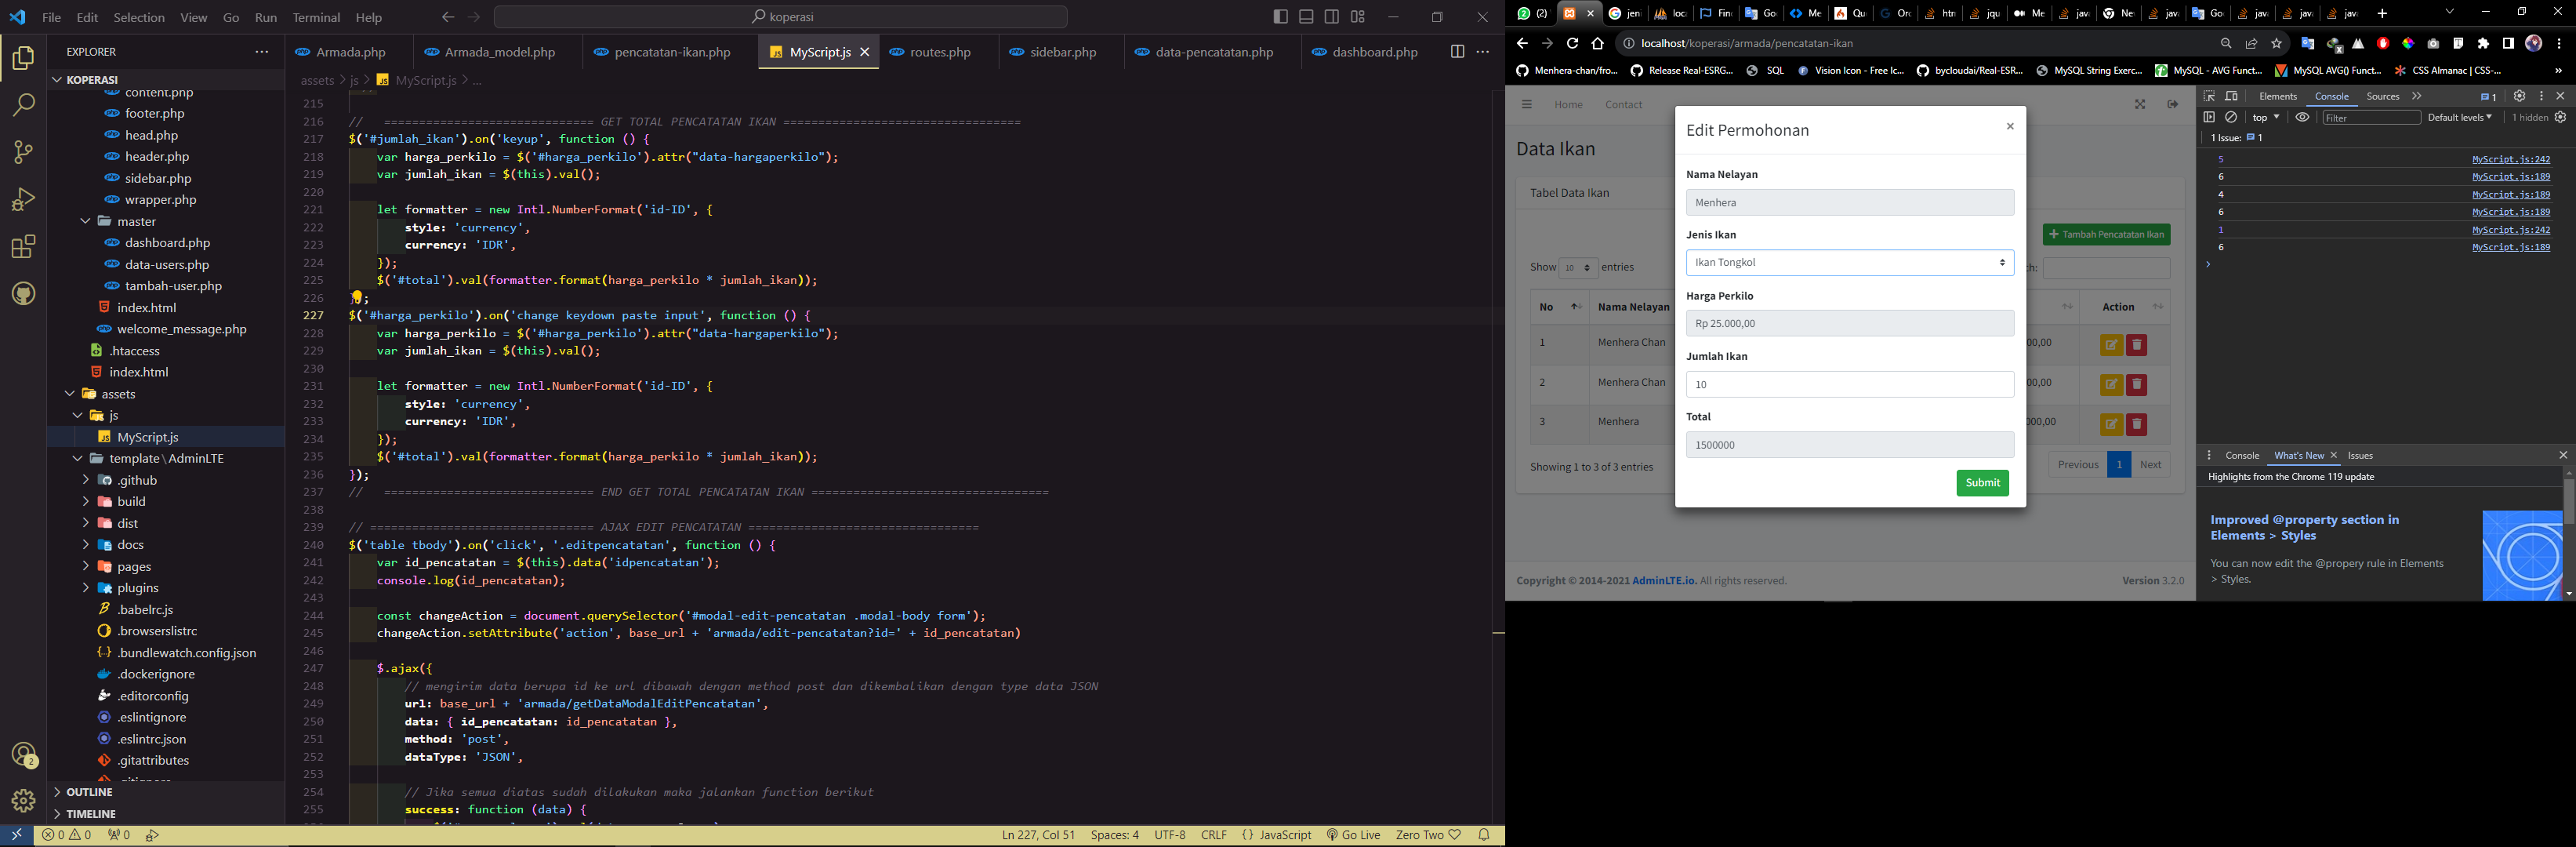 File Edit Selection View Go Run Terminal Help
koperasi
EXPLORER
KOPERASI
content.php
footer.php
head.php
header.php
sidebar.php
wrapper.php
master
dashboard.php
data-users.php
tambah-user.php
index.html
welcome_message.php
.htaccess
index.html
assets
js
MyScript.js
template\AdminLTE
.github
build
dist
docs
pages
plugins
.babelrc.js
.browserslistrc
.bundlewatch.config.json
.dockerignore
.editorconfig
.eslintignore
.eslintrc.json
.gitattributes
.gitignore
OUTLINE
TIMELINE
Armada.php Armada_model.php pencatatan-ikan.php MyScript.js routes.php sidebar.php data-pencatatan.php dashboard.php
assets > js > MyScript.js > ...
215
216 // ============================== GET TOTAL PENCATATAN IKAN ==================================
217 $('#jumlah_ikan').on('keyup', function () {
218 var harga_perkilo = $('#harga_perkilo').attr("data-hargaperkilo");
219 var jumlah_ikan = $(this).val();
220
221 let formatter = new Intl.NumberFormat('id-ID', {
222 style: 'currency',
223 currency: 'IDR',
224 });
225 $('#total').val(formatter.format(harga_perkilo * jumlah_ikan));
226 });
227 $('#harga_perkilo').on('change keydown paste input', function () {
228 var harga_perkilo = $('#harga_perkilo').attr("data-hargaperkilo");
229 var jumlah_ikan = $(this).val();
230
231 let formatter = new Intl.NumberFormat('id-ID', {
232 style: 'currency',
233 currency: 'IDR',
234 });
235 $('#total').val(formatter.format(harga_perkilo * jumlah_ikan));
236 });
237 // ============================== END GET TOTAL PENCATATAN IKAN ==================================
238
239 // ================================ AJAX EDIT PENCATATAN =================================
240 $('table tbody').on('click', '.editpencatatan', function () {
241 var id_pencatatan = $(this).data('idpencatatan');
242 console.log(id_pencatatan);
243
244 const changeAction = document.querySelector('#modal-edit-pencatatan .modal-body form');
245 changeAction.setAttribute('action', base_url + 'armada/edit-pencatatan?id=' + id_pencatatan)
246
247 $.ajax({
248 // mengirim data berupa id ke url dibawah dengan method post dan dikembalikan dengan type data JSON
249 url: base_url + 'armada/getDataModalEditPencatatan',
250 data: { id_pencatatan: id_pencatatan },
251 method: 'post',
252 dataType: 'JSON',
253
254 // Jika semua diatas sudah dilakukan maka jalankan function berikut
255 success: function (data) {
0 0 0 Ln 227, Col 51 Spaces: 4 UTF-8 CRLF {} JavaScript Go Live Zero Two
2
(2) jeni loca Find Goo Me Qu Ord htm jqu Me java Ne java Goo java java java
localhost/koperasi/armada/pencatatan-ikan
Menhera-chan/fro... Release Real-ESRG... SQL Vision Icon - Free Ic... bycloudai/Real-ESR... MySQL String Exerc... MySQL - AVG Funct... MySQL AVG() Funct... CSS Almanac | CSS-... »
Home Contact
Data Ikan
Tabel Data Ikan
Tambah Pencatatan Ikan
Show 10 entries
No Nama Nelayan Action
1 Menhera Chan
2 Menhera Chan
3 Menhera
Showing 1 to 3 of 3 entries
Previous 1 Next
Copyright © 2014-2021 AdminLTE.io. All rights reserved. Version 3.2.0
Edit Permohonan ×
Nama Nelayan
Menhera
Jenis Ikan
Ikan Tongkol
Harga Perkilo
Rp 25.000,00
Jumlah Ikan
10
Total
1500000
Submit
Elements Console Sources » 1
top Filter Default levels 1 hidden
1 Issue: 1
5 MyScript.js:242
6 MyScript.js:189
4 MyScript.js:189
6 MyScript.js:189
1 MyScript.js:242
6 MyScript.js:189
Console What's New Issues
Highlights from the Chrome 119 update
Improved @property section in
Elements > Styles
You can now edit the @propery rule in Elements
> Styles.